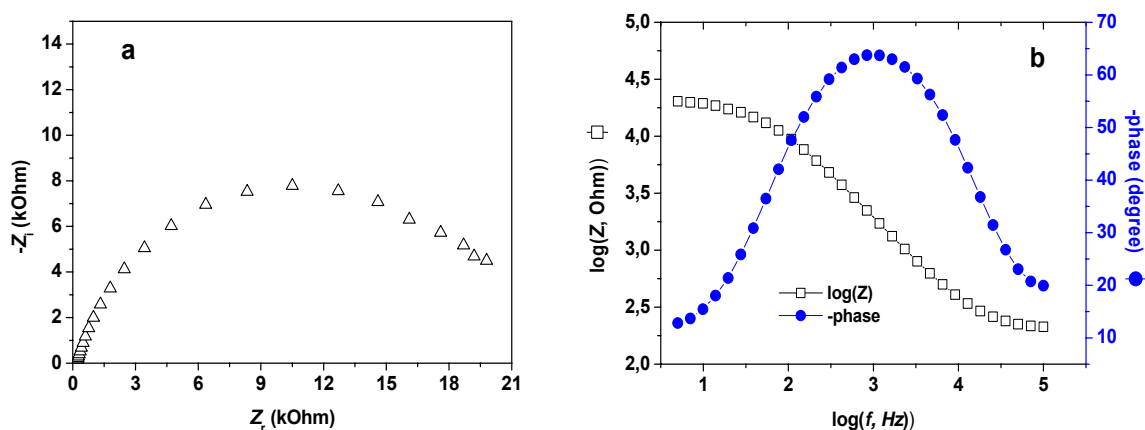 a
14
12
10
8
6
4
2
0
-Z_i (kOhm)
0 3 6 9 12 15 18 21
Z_r (kOhm)
b
5,0
4,5
4,0
3,5
3,0
2,5
2,0
log(Z, Ohm))
log(Z)
-phase
70
60
50
40
30
20
10
-phase (degree)
1 2 3 4 5
log(f, Hz))